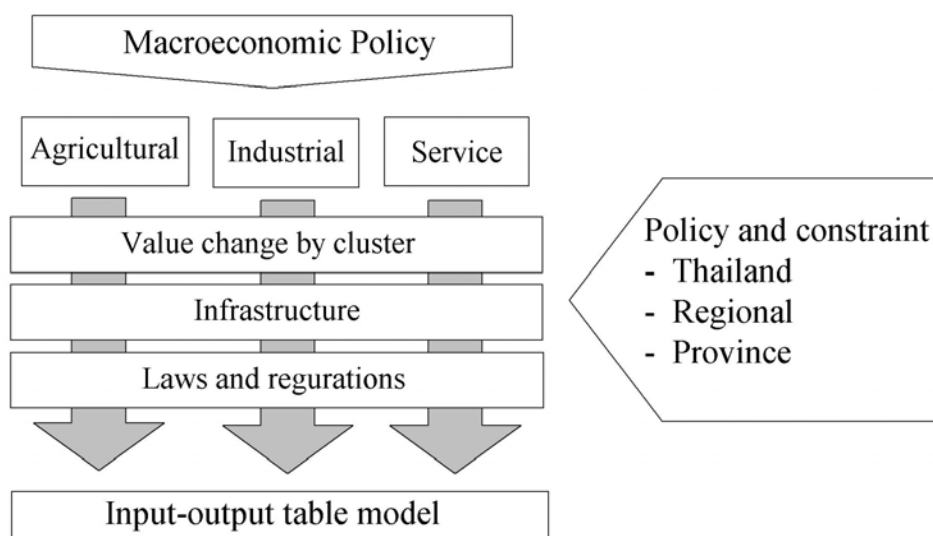 Macroeconomic Policy
Agricultural
Industrial
Service
Value change by cluster
Infrastructure
Laws and regurations
Input-output table model
Policy and constraint
- Thailand
- Regional
- Province